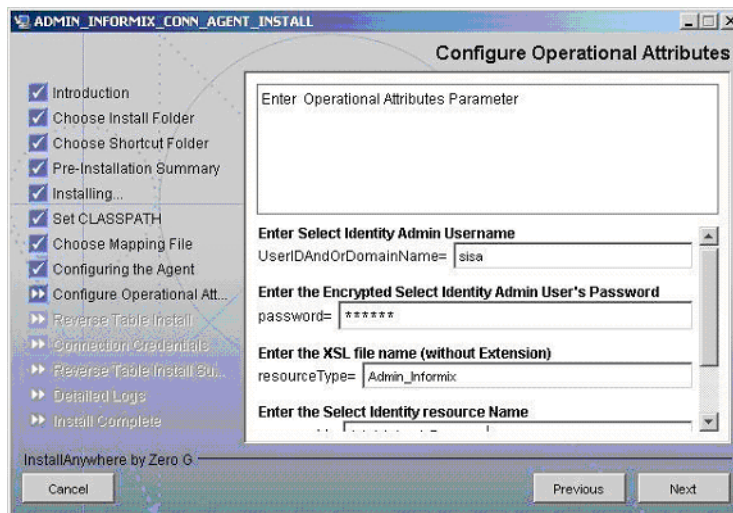 ADMIN_INFORMIX_CONN_AGENT_INSTALL
Configure Operational Attributes
Introduction
Choose Install Folder
Choose Shortcut Folder
Pre-Installation Summary
Installing...
Set CLASSPATH
Choose Mapping File
Configuring the Agent
Configure Operational Att...
Reverse Table Install
Connection Credentials
Reverse Table Install Su...
Detailed Logs
Install Complete
Enter Operational Attributes Parameter
Enter Select Identity Admin Username
UserIDAndOrDomainName= sisa
Enter the Encrypted Select Identity Admin User's Password
password= ******
Enter the XSL file name (without Extension)
resourceType= Admin_Informix
Enter the Select Identity resource Name
InstallAnywhere by Zero G
Cancel
Previous
Next